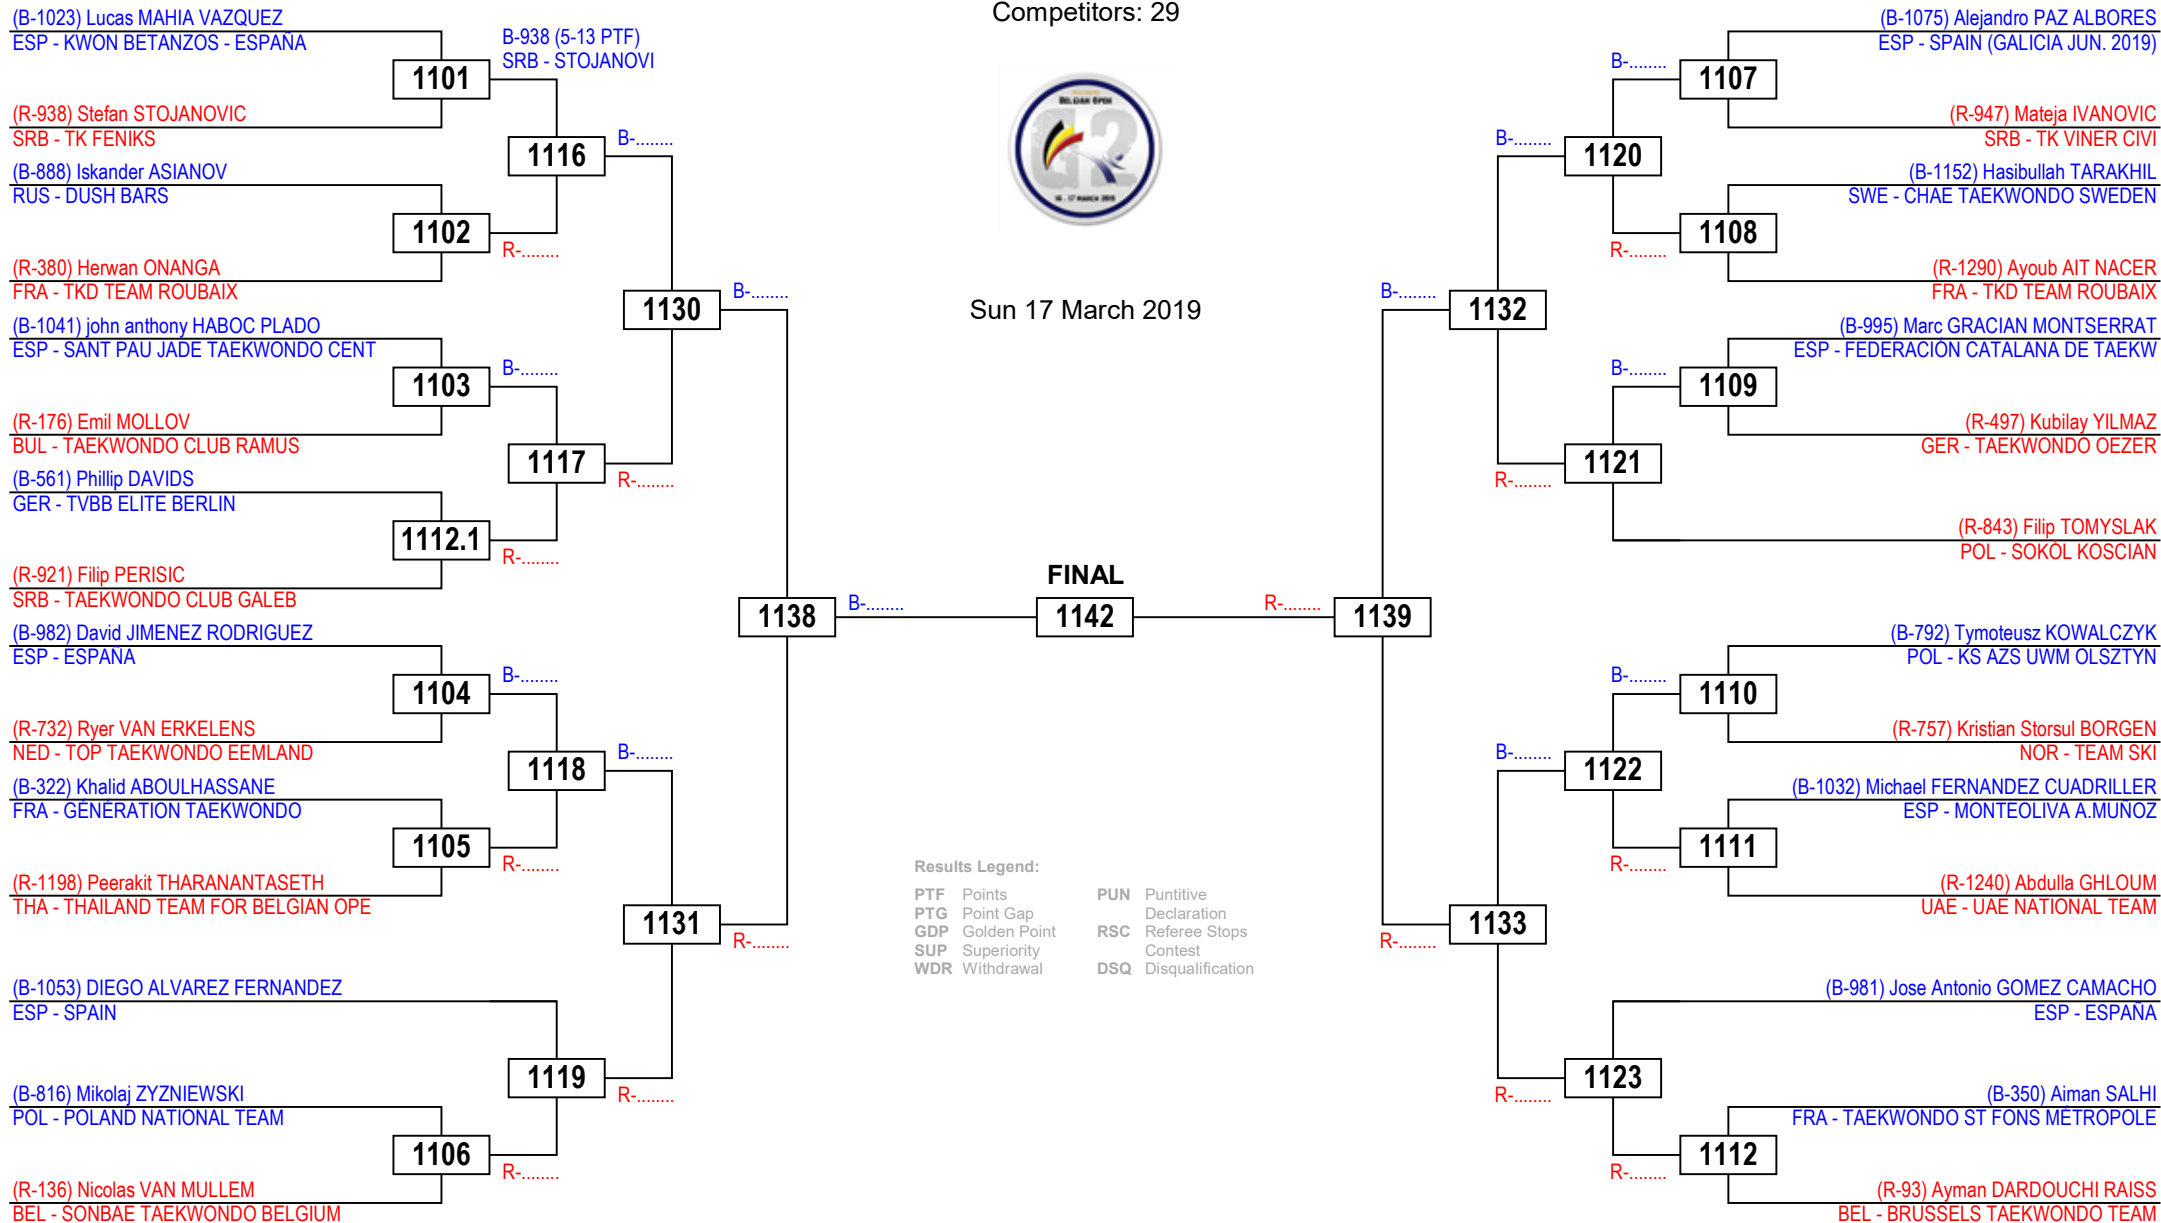 Competitors: 29
BELGIAN OPEN
G2
16 - 17 MARCH 2019
Sun 17 March 2019
(B-1023) Lucas MAHIA VAZQUEZ
ESP - KWON BETANZOS - ESPAÑA
1101
B-938 (5-13 PTF)
SRB - STOJANOVI
(R-938) Stefan STOJANOVIC
SRB - TK FENIKS
1116
B-........
(B-888) Iskander ASIANOV
RUS - DUSH BARS
1102
R-........
(R-380) Herwan ONANGA
FRA - TKD TEAM ROUBAIX
1130
B-........
(B-1041) john anthony HABOC PLADO
ESP - SANT PAU JADE TAEKWONDO CENT
1103
B-........
(R-176) Emil MOLLOV
BUL - TAEKWONDO CLUB RAMUS
1117
R-........
(B-561) Phillip DAVIDS
GER - TVBB ELITE BERLIN
1112.1
R-........
(R-921) Filip PERISIC
SRB - TAEKWONDO CLUB GALEB
1138
B-........
(B-982) David JIMENEZ RODRIGUEZ
ESP - ESPAÑA
1104
B-........
(R-732) Ryer VAN ERKELENS
NED - TOP TAEKWONDO EEMLAND
1118
B-........
(B-322) Khalid ABOULHASSANE
FRA - GÉNÉRATION TAEKWONDO
1105
R-........
(R-1198) Peerakit THARANANTASETH
THA - THAILAND TEAM FOR BELGIAN OPE
1131
R-........
(B-1053) DIEGO ALVAREZ FERNANDEZ
ESP - SPAIN
1119
R-........
(B-816) Mikolaj ZYZNIEWSKI
POL - POLAND NATIONAL TEAM
1106
R-........
(R-136) Nicolas VAN MULLEM
BEL - SONBAE TAEKWONDO BELGIUM
FINAL
1142
Results Legend:
PTF Points
PTG Point Gap
GDP Golden Point
SUP Superiority
WDR Withdrawal
PUN Puntitive
Declaration
RSC Referee Stops
Contest
DSQ Disqualification
(B-1075) Alejandro PAZ ALBORES
ESP - SPAIN (GALICIA JUN. 2019)
B-........
1107
(R-947) Mateja IVANOVIC
SRB - TK VINER CIVI
B-........
1120
(B-1152) Hasibullah TARAKHIL
SWE - CHAE TAEKWONDO SWEDEN
R-........
1108
(R-1290) Ayoub AIT NACER
FRA - TKD TEAM ROUBAIX
B-........
1132
(B-995) Marc GRACIAN MONTSERRAT
ESP - FEDERACIÓN CATALANA DE TAEKW
B-........
1109
(R-497) Kubilay YILMAZ
GER - TAEKWONDO OEZER
R-........
1121
(R-843) Filip TOMYSLAK
POL - SOKÓL KOSCIAN
R-........
1139
(B-792) Tymoteusz KOWALCZYK
POL - KS AZS UWM OLSZTYN
B-........
1110
(R-757) Kristian Storsul BORGEN
NOR - TEAM SKI
B-........
1122
(B-1032) Michael FERNANDEZ CUADRILLER
ESP - MONTEOLIVA A.MUÑOZ
R-........
1111
(R-1240) Abdulla GHLOUM
UAE - UAE NATIONAL TEAM
R-........
1133
(B-981) Jose Antonio GOMEZ CAMACHO
ESP - ESPAÑA
R-........
1123
(B-350) Aiman SALHI
FRA - TAEKWONDO ST FONS MÉTROPOLE
R-........
1112
(R-93) Ayman DARDOUCHI RAISS
BEL - BRUSSELS TAEKWONDO TEAM